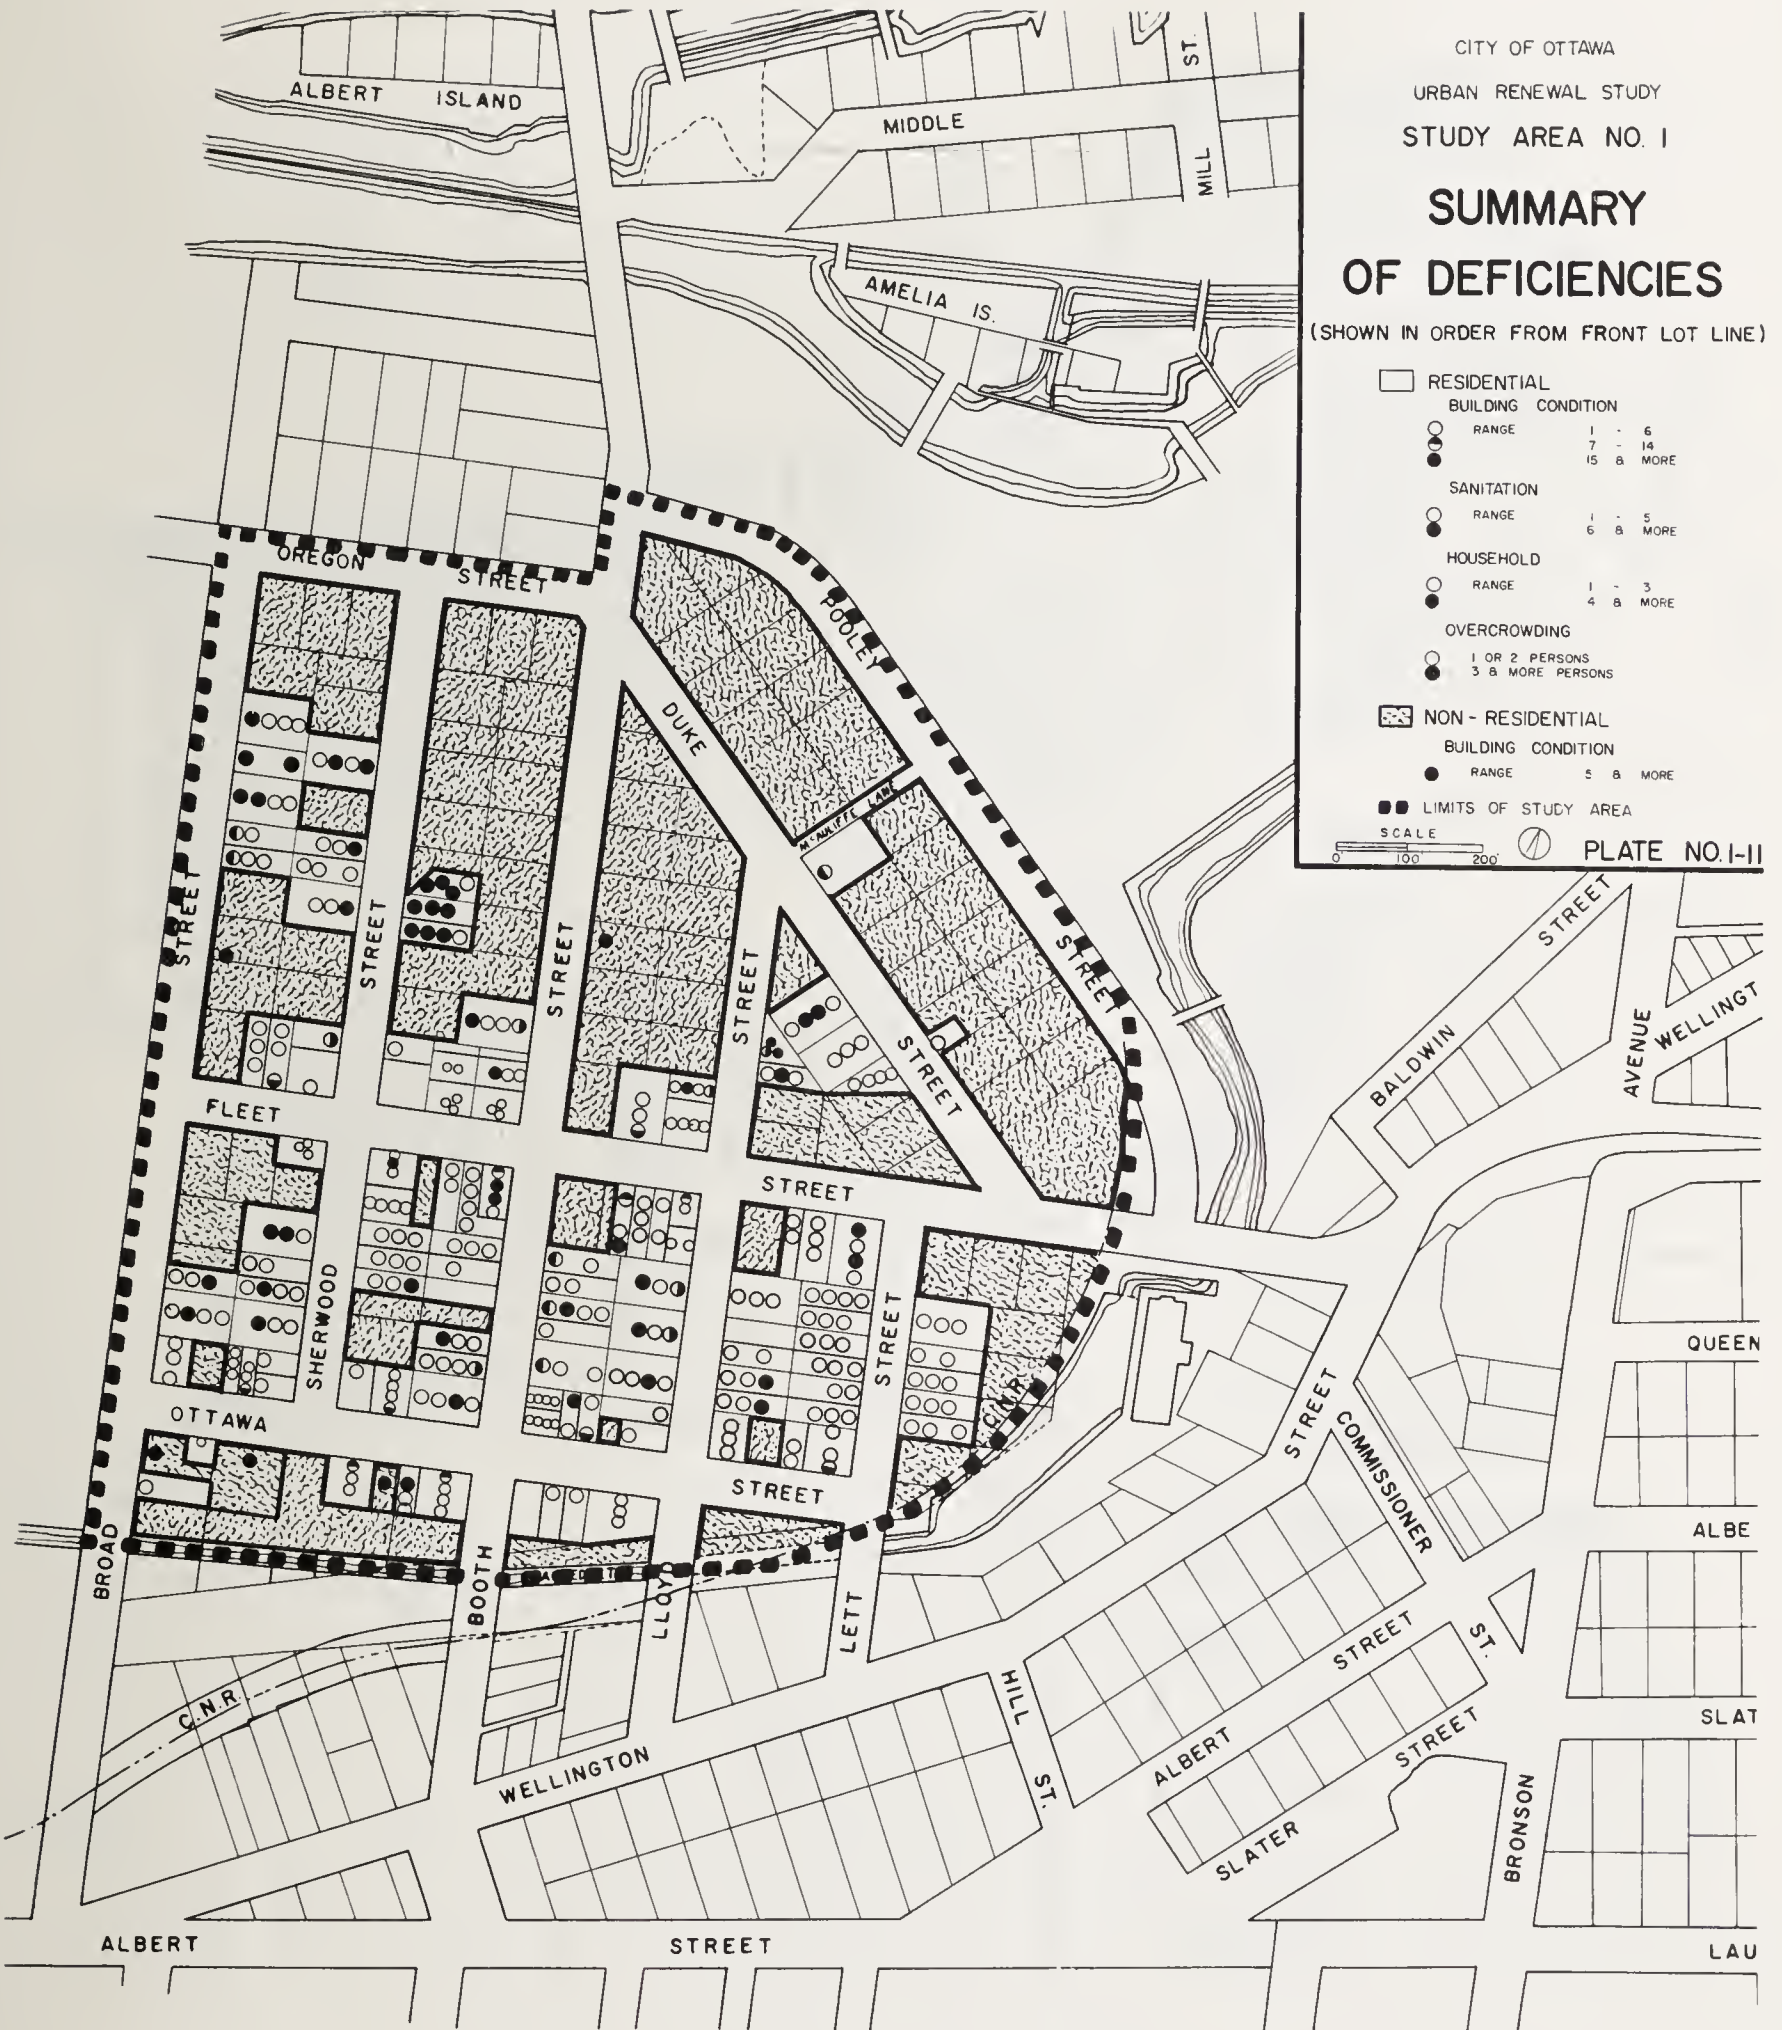 CITY OF OTTAWA
URBAN RENEWAL STUDY
STUDY AREA NO. 1
SUMMARY
OF DEFICIENCIES
(SHOWN IN ORDER FROM FRONT LOT LINE)
RESIDENTIAL
BUILDING CONDITION
RANGE 1 - 6
7 - 14
15 & MORE
SANITATION
RANGE 1 - 5
6 & MORE
HOUSEHOLD
RANGE 1 - 3
4 & MORE
OVERCROWDING
1 OR 2 PERSONS
3 & MORE PERSONS
NON - RESIDENTIAL
BUILDING CONDITION
RANGE 5 & MORE
LIMITS OF STUDY AREA
SCALE
0 100' 200'
PLATE NO. 1-11
ALBERT ISLAND
MIDDLE
ST.
MILL
AMELIA IS.
OREGON STREET
POOLEY
DUKE
McAULIFFE LANE
STREET
STREET
STREET
STREET
STREET
STREET
FLEET
STREET
BALDWIN STREET
AVENUE
WELLINGT
SHERWOOD
STREET
C.N.R.
QUEEN
OTTAWA
STREET
STREET
COMMISSIONER
ST.
ALBE
BROAD
BOOTH
LLOYD
LETT
C.N.R.
HILL
ST.
ALBERT STREET
SLAT
WELLINGTON
SLATER STREET
BRONSON
ALBERT STREET
LAU